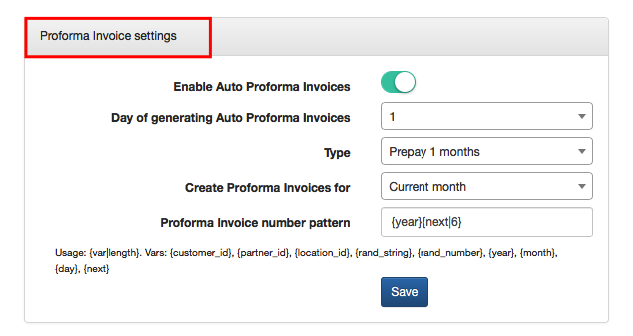 Proforma Invoice settings
Enable Auto Proforma Invoices
Day of generating Auto Proforma Invoices 1
Type Prepay 1 months
Create Proforma Invoices for Current month
Proforma Invoice number pattern {year}{next|6}
Usage: {var|length}. Vars: {customer_id}, {partner_id}, {location_id}, {rand_string}, {rand_number}, {year}, {month},
{day}, {next}
Save